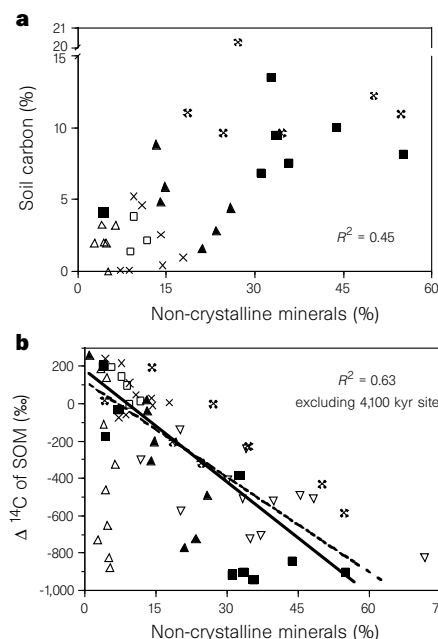 a
21
20
15
10
5
0
Soil carbon (%)
R² = 0.45
0 15 30 45 60
Non-crystalline minerals (%)
b
200
0
-200
-400
-600
-800
-1,000
Δ ¹⁴C of SOM (‰)
R² = 0.63
excluding 4,100 kyr site
0 15 30 45 60
Non-crystalline minerals (%)